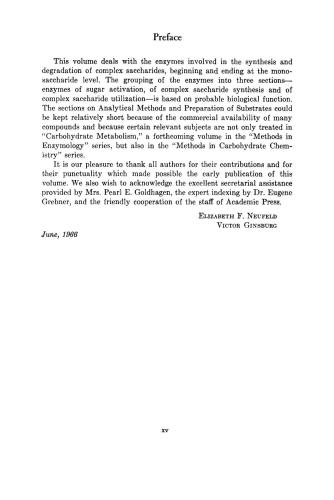 Preface
This volume deals with the enzymes involved in the synthesis and
degradation of complex saccharides, beginning and ending at the mono-
saccharide level. The grouping of the enzymes into three sections—
enzymes of sugar activation, of complex saccharide synthesis and of
complex saccharide utilization—is based on probable biological function.
The sections on Analytical Methods and Preparation of Substrates could
be kept relatively short because of the commercial availability of many
compounds and because certain relevant subjects are not only treated in
"Carbohydrate Metabolism," a forthcoming volume in the "Methods in
Enzymology" series, but also in the "Methods in Carbohydrate Chem-
istry" series.
It is our pleasure to thank all authors for their contributions and for
their punctuality which made possible the early publication of this
volume. We also wish to acknowledge the excellent secretarial assistance
provided by Mrs. Pearl E. Goldhagen, the expert indexing by Dr. Eugene
Grebner, and the friendly cooperation of the staff of Academic Press.
Elizabeth F. Neufeld
Victor Ginsburg
June, 1966
xv